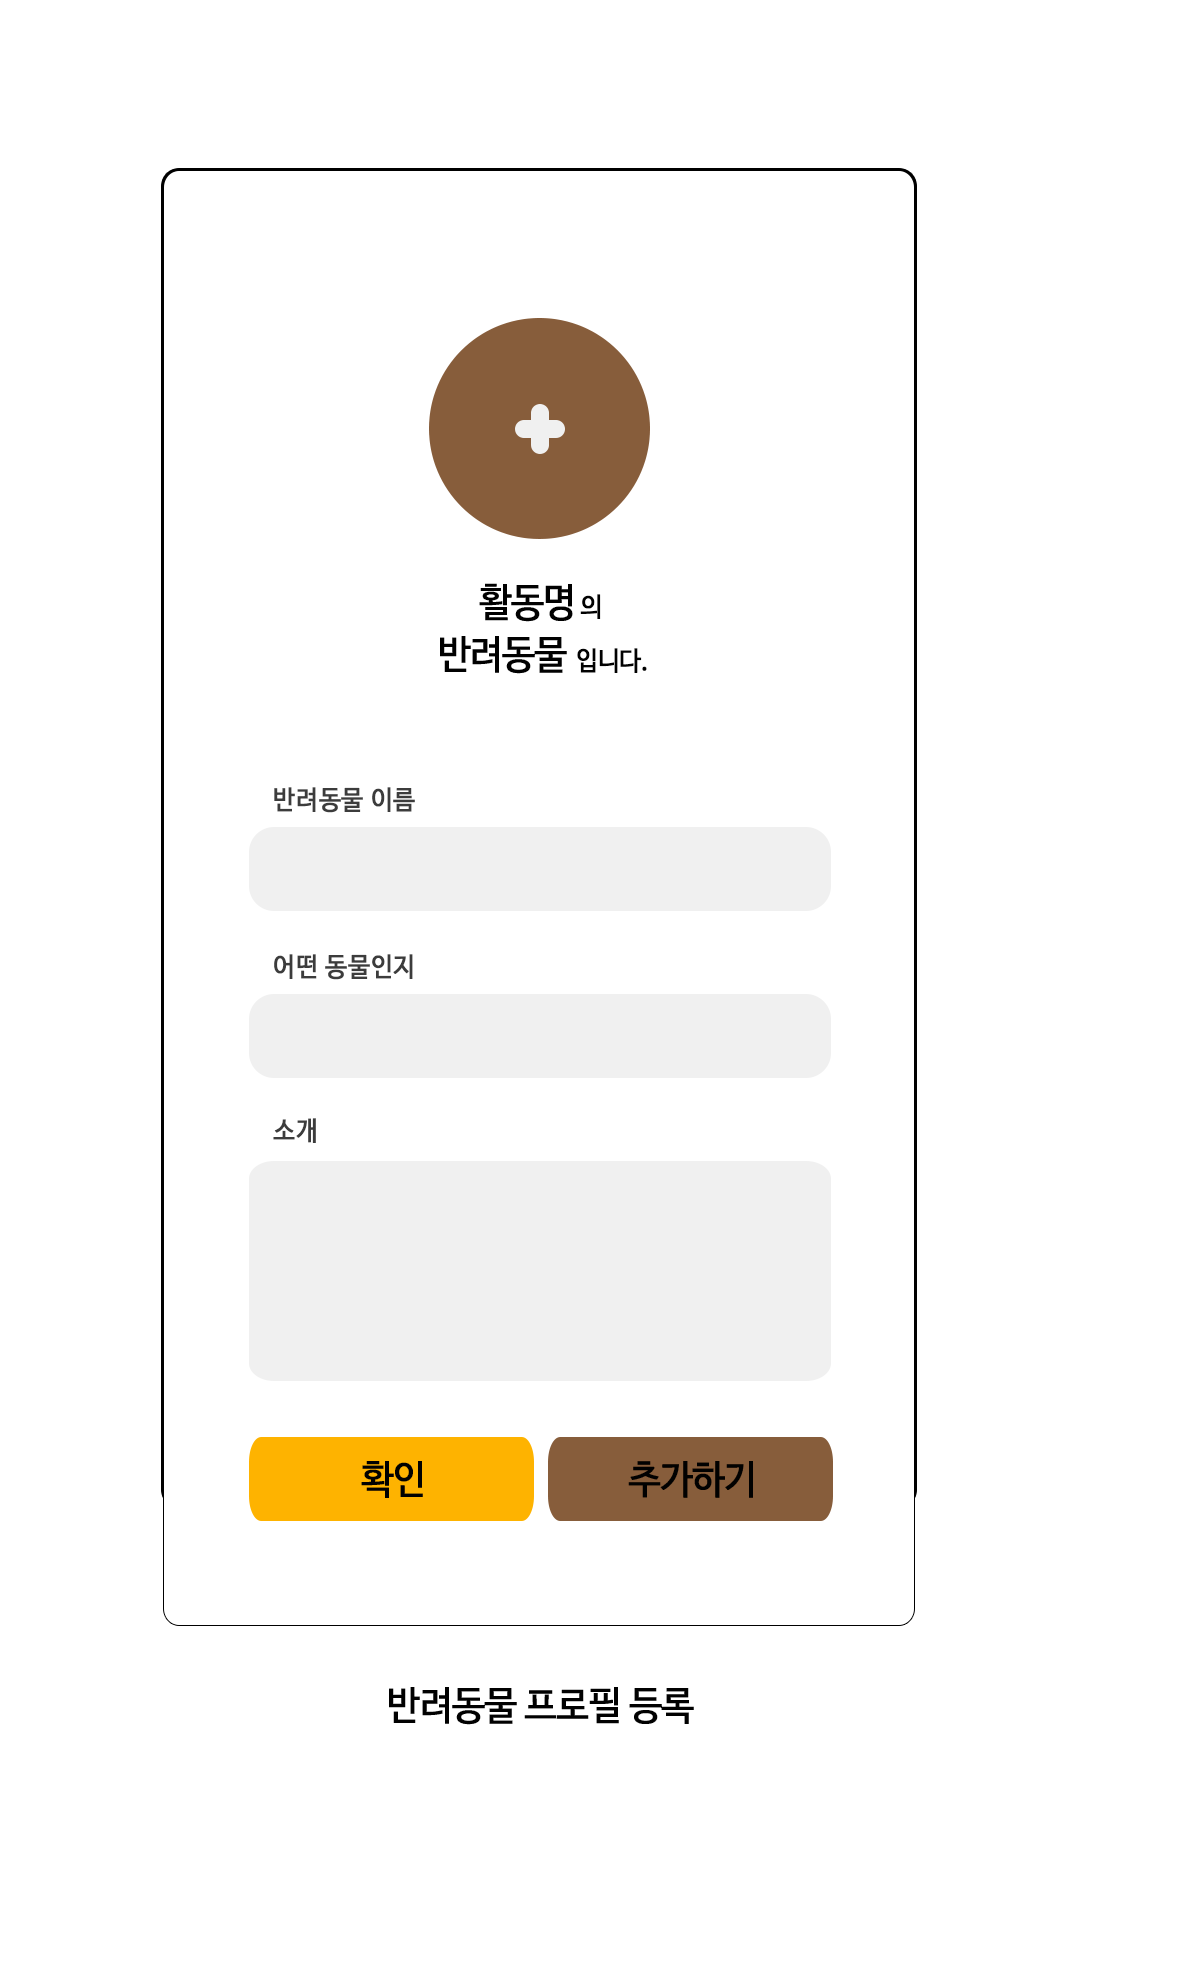 활동명 의
반려동물 입니다.
반려동물 이름
어떤 동물인지
소개
확인
추가하기
반려동물 프로필 등록